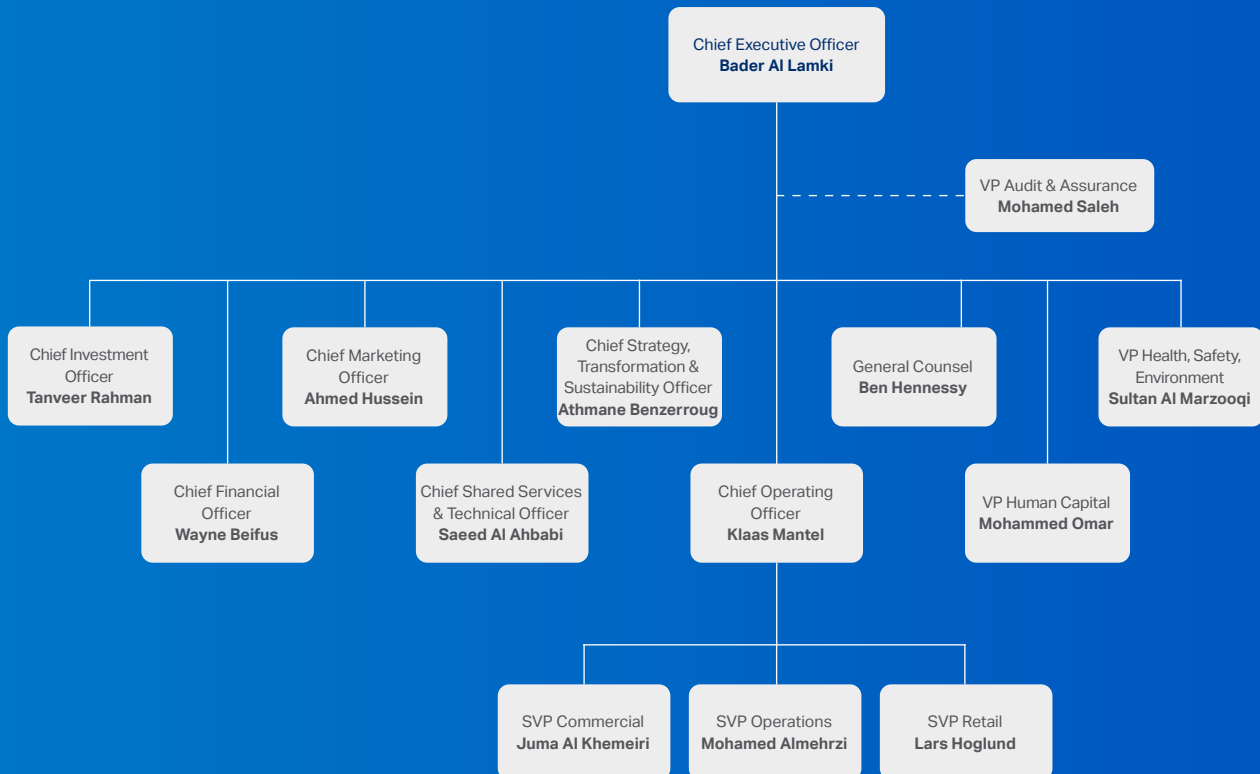 Chief Executive Officer
Bader Al Lamki
VP Audit & Assurance
Mohamed Saleh
Chief Investment
Officer
Tanveer Rahman
Chief Marketing
Officer
Ahmed Hussein
Chief Strategy,
Transformation &
Sustainability Officer
Athmane Benzerroug
General Counsel
Ben Hennessy
VP Health, Safety,
Environment
Sultan Al Marzooqi
Chief Financial
Officer
Wayne Beifus
Chief Shared Services
& Technical Officer
Saeed Al Ahbabi
Chief Operating
Officer
Klaas Mantel
VP Human Capital
Mohammed Omar
SVP Commercial
Juma Al Khemeiri
SVP Operations
Mohamed Almehrzi
SVP Retail
Lars Hoglund